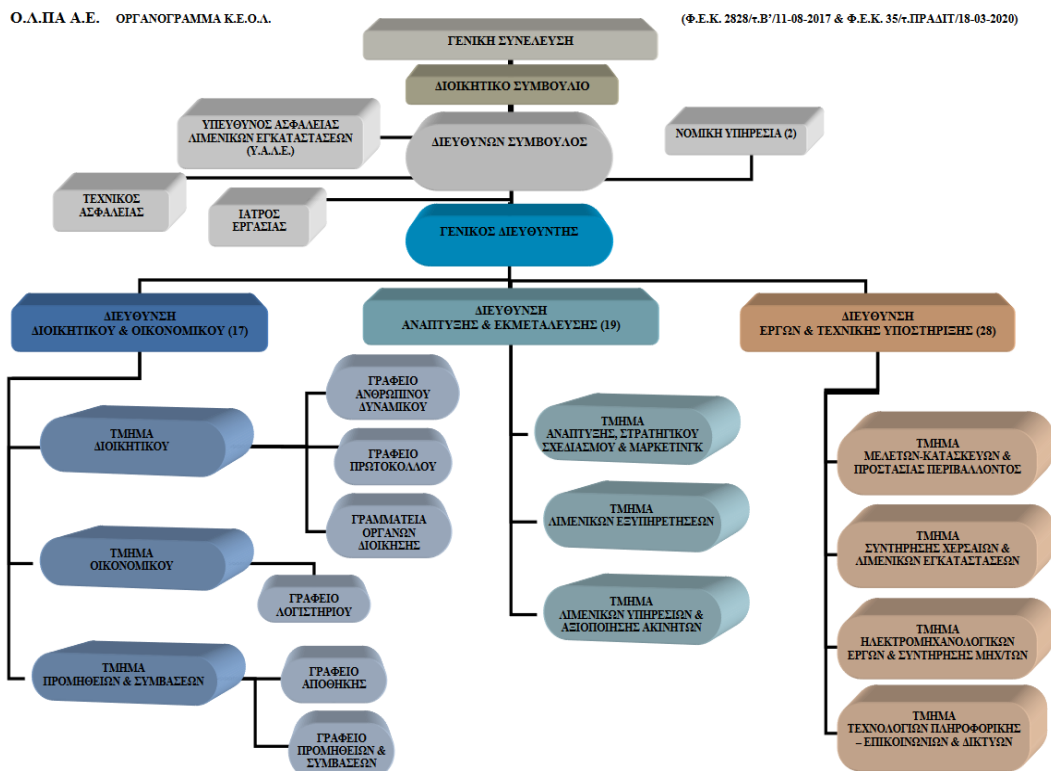 Ο.Λ.ΠΑ Α.Ε. ΟΡΓΑΝΟΓΡΑΜΜΑ Κ.Ε.Ο.Λ. (Φ.Ε.Κ. 2828/τ.Β’/11-08-2017 & Φ.Ε.Κ. 35/τ.ΠΡΑΔΙΤ/18-03-2020)
ΓΕΝΙΚΗ ΣΥΝΕΛΕΥΣΗ
ΔΙΟΙΚΗΤΙΚΟ ΣΥΜΒΟΥΛΙΟ
ΥΠΕΥΘΥΝΟΣ ΑΣΦΑΛΕΙΑΣ
ΛΙΜΕΝΙΚΩΝ ΕΓΚΑΤΑΣΤΑΣΕΩΝ
(Υ.Α.Λ.Ε.)
ΔΙΕΥΘΥΝΩΝ ΣΥΜΒΟΥΛΟΣ
ΝΟΜΙΚΗ ΥΠΗΡΕΣΙΑ (2)
ΤΕΧΝΙΚΟΣ
ΑΣΦΑΛΕΙΑΣ
ΙΑΤΡΟΣ
ΕΡΓΑΣΙΑΣ
ΓΕΝΙΚΟΣ ΔΙΕΥΘΥΝΤΗΣ
ΔΙΕΥΘΥΝΣΗ
ΔΙΟΙΚΗΤΙΚΟΥ & ΟΙΚΟΝΟΜΙΚΟΥ (17)
ΔΙΕΥΘΥΝΣΗ
ΑΝΑΠΤΥΞΗΣ & ΕΚΜΕΤΑΛΕΥΣΗΣ (19)
ΔΙΕΥΘΥΝΣΗ
ΕΡΓΩΝ & ΤΕΧΝΙΚΗΣ ΥΠΟΣΤΗΡΙΞΗΣ (28)
ΤΜΗΜΑ
ΔΙΟΙΚΗΤΙΚΟΥ
ΓΡΑΦΕΙΟ
ΑΝΘΡΩΠΙΝΟΥ
ΔΥΝΑΜΙΚΟΥ
ΓΡΑΦΕΙΟ
ΠΡΩΤΟΚΟΛΛΟΥ
ΓΡΑΜΜΑΤΕΙΑ
ΟΡΓΑΝΩΝ
ΔΙΟΙΚΗΣΗΣ
ΤΜΗΜΑ
ΟΙΚΟΝΟΜΙΚΟΥ
ΓΡΑΦΕΙΟ
ΛΟΓΙΣΤΗΡΙΟΥ
ΤΜΗΜΑ
ΠΡΟΜΗΘΕΙΩΝ & ΣΥΜΒΑΣΕΩΝ
ΓΡΑΦΕΙΟ
ΑΠΟΘΗΚΗΣ
ΓΡΑΦΕΙΟ
ΠΡΟΜΗΘΕΙΩΝ &
ΣΥΜΒΑΣΕΩΝ
ΤΜΗΜΑ
ΑΝΑΠΤΥΞΗΣ, ΣΤΡΑΤΗΓΙΚΟΥ
ΣΧΕΔΙΑΣΜΟΥ & ΜΑΡΚΕΤΙΝΓΚ
ΤΜΗΜΑ
ΛΙΜΕΝΙΚΩΝ ΕΞΥΠΗΡΕΤΗΣΕΩΝ
ΤΜΗΜΑ
ΛΙΜΕΝΙΚΩΝ ΥΠΗΡΕΣΙΩΝ &
ΑΞΙΟΠΟΙΗΣΗΣ ΑΚΙΝΗΤΩΝ
ΤΜΗΜΑ
ΜΕΛΕΤΩΝ-ΚΑΤΑΣΚΕΥΩΝ &
ΠΡΟΣΤΑΣΙΑΣ ΠΕΡΙΒΑΛΛΟΝΤΟΣ
ΤΜΗΜΑ
ΣΥΝΤΗΡΗΣΗΣ ΧΕΡΣΑΙΩΝ &
ΛΙΜΕΝΙΚΩΝ ΕΓΚΑΤΑΣΤΑΣΕΩΝ
ΤΜΗΜΑ
ΗΛΕΚΤΡΟΜΗΧΑΝΟΛΟΓΙΚΩΝ
ΕΡΓΩΝ & ΣΥΝΤΗΡΗΣΗΣ ΜΗΧ/ΤΩΝ
ΤΜΗΜΑ
ΤΕΧΝΟΛΟΓΙΩΝ ΠΛΗΡΟΦΟΡΙΚΗΣ
– ΕΠΙΚΟΙΝΩΝΙΩΝ & ΔΙΚΤΥΩΝ